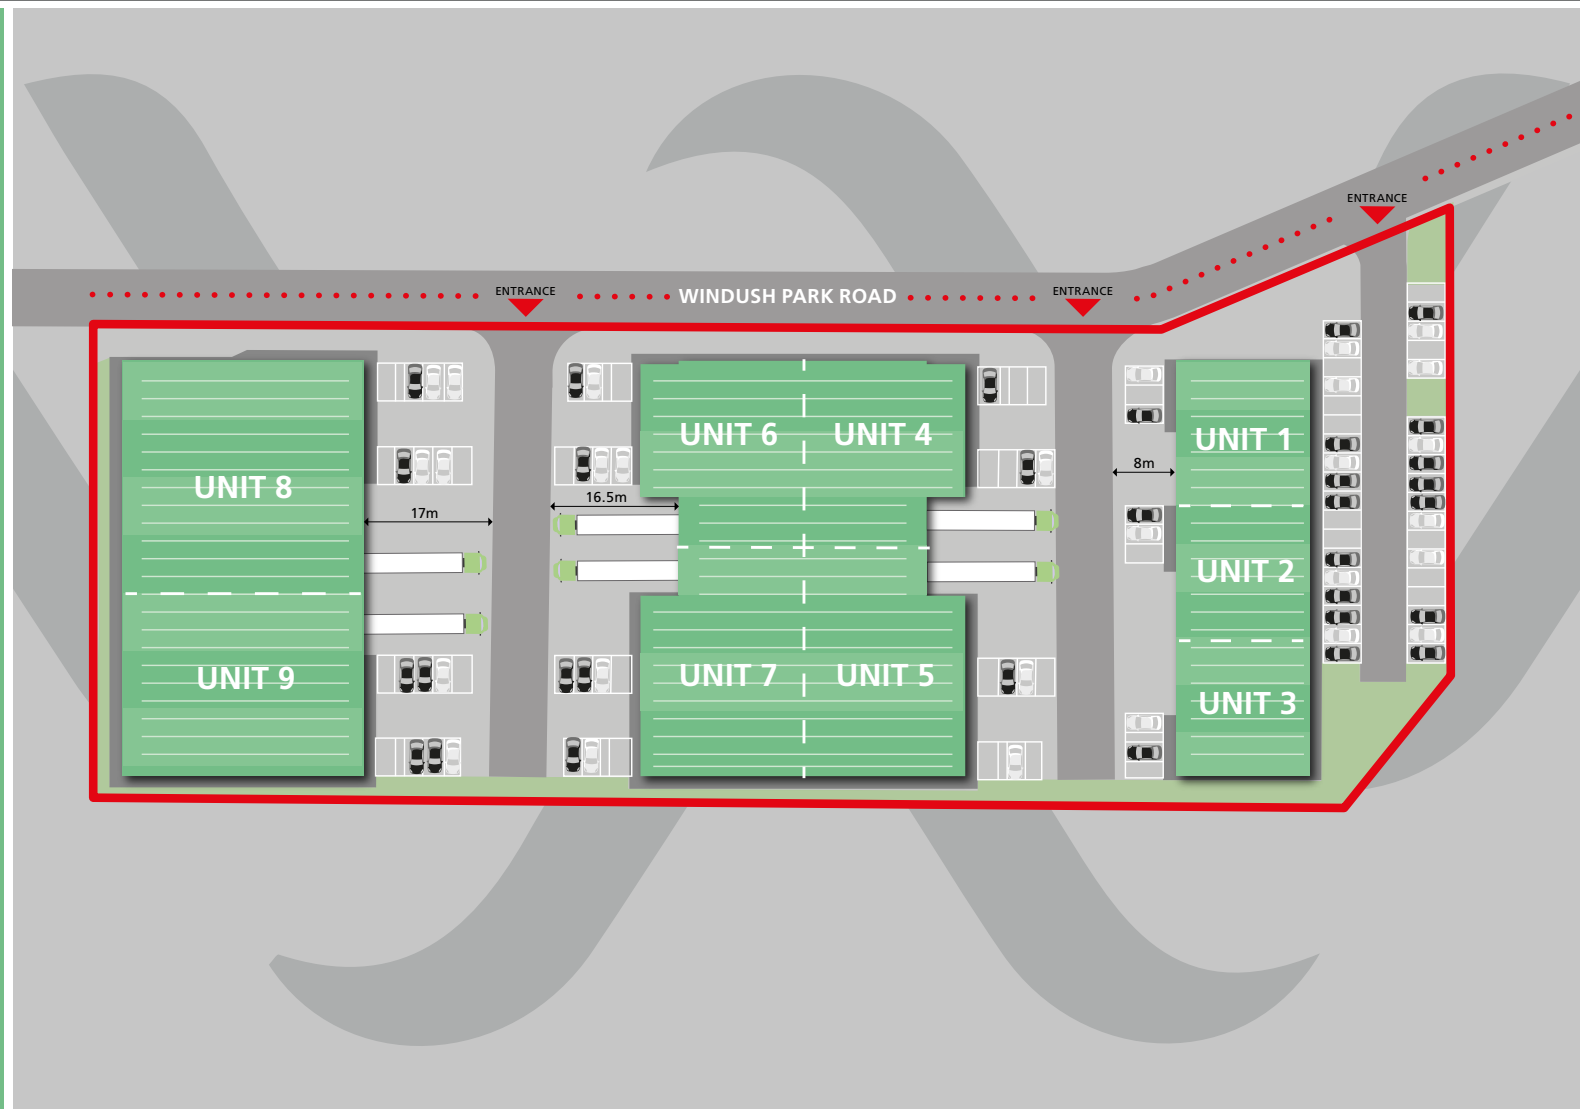 ENTRANCE
ENTRANCE
WINDUSH PARK ROAD
ENTRANCE
UNIT 6
UNIT 4
UNIT 1
8m
UNIT 8
16.5m
17m
UNIT 2
UNIT 9
UNIT 7
UNIT 5
UNIT 3